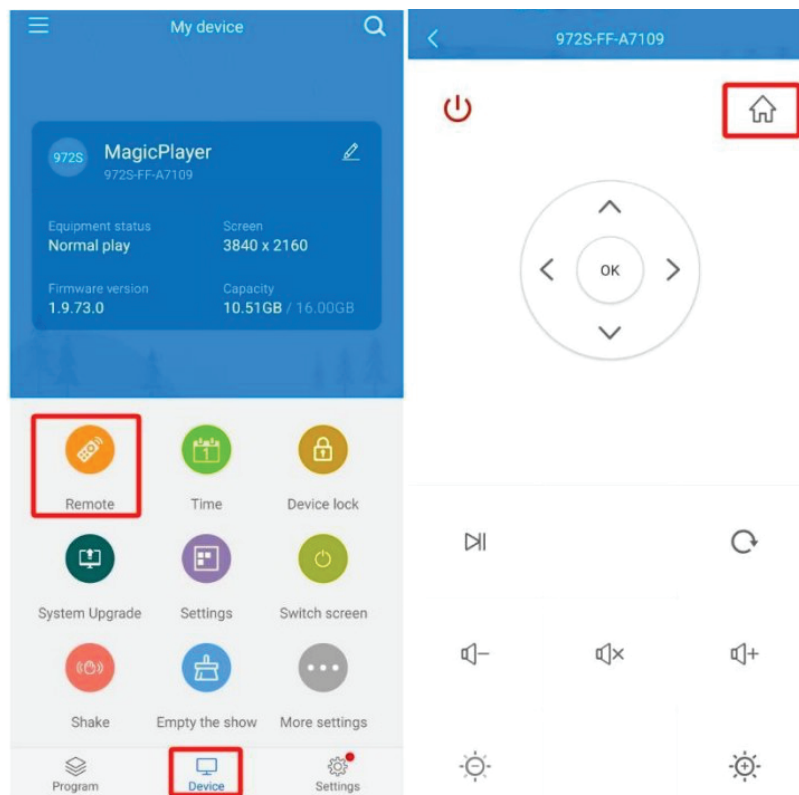 My device
972S
MagicPlayer
972S-FF-A7109
Equipment status
Screen
Normal play
3840 x 2160
Firmware version
Capacity
1.9.73.0
10.51GB / 16.00GB
Remote
1
Time
Device lock
System Upgrade
Settings
Switch screen
Shake
Empty the show
More settings
Program
Device
Settings
972S-FF-A7109
OK